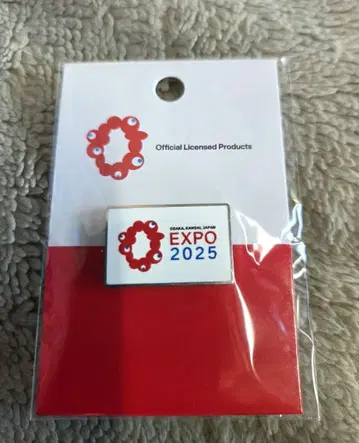 Official Licensed Products
OSAKA, KANSAI, JAPAN
EXPO
2025